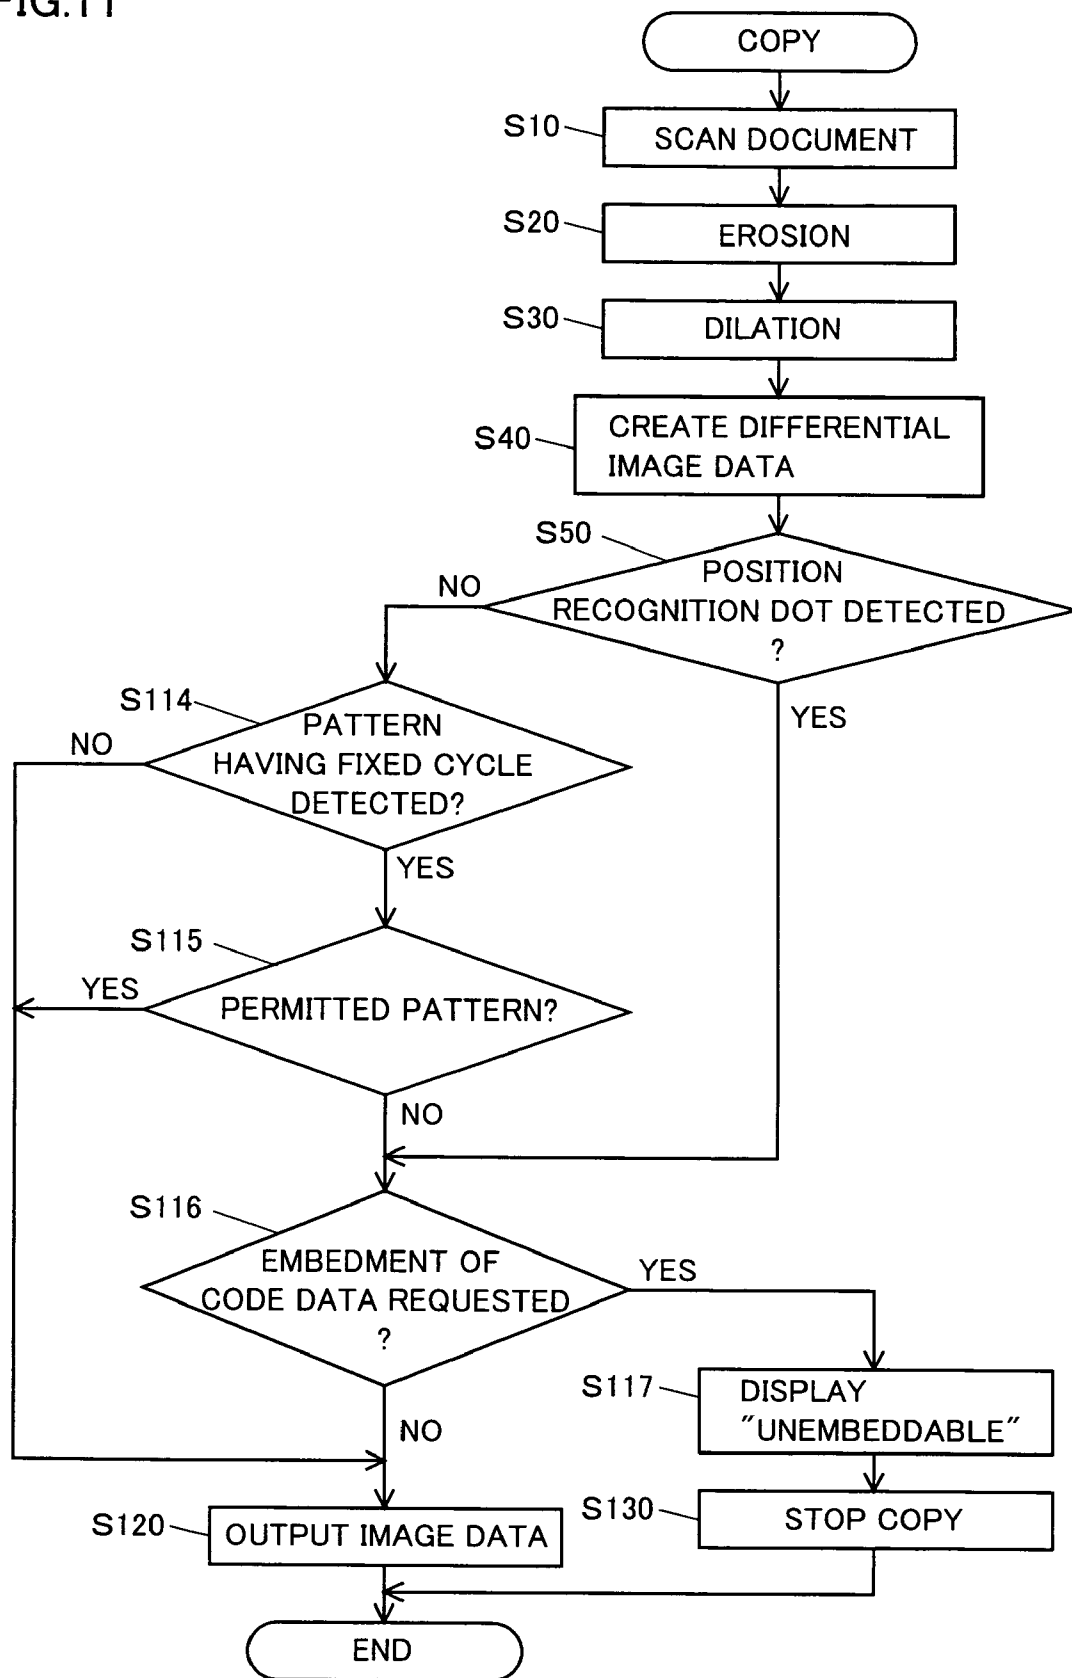 FIG.11
COPY
S10
SCAN DOCUMENT
S20
EROSION
S30
DILATION
S40
CREATE DIFFERENTIAL
IMAGE DATA
S50
POSITION
RECOGNITION DOT DETECTED
?
NO
YES
S114
PATTERN
HAVING FIXED CYCLE
DETECTED?
NO
YES
S115
PERMITTED PATTERN?
YES
NO
S116
EMBEDMENT OF
CODE DATA REQUESTED
?
YES
NO
S117
DISPLAY
"UNEMBEDDABLE"
S130
STOP COPY
S120
OUTPUT IMAGE DATA
END